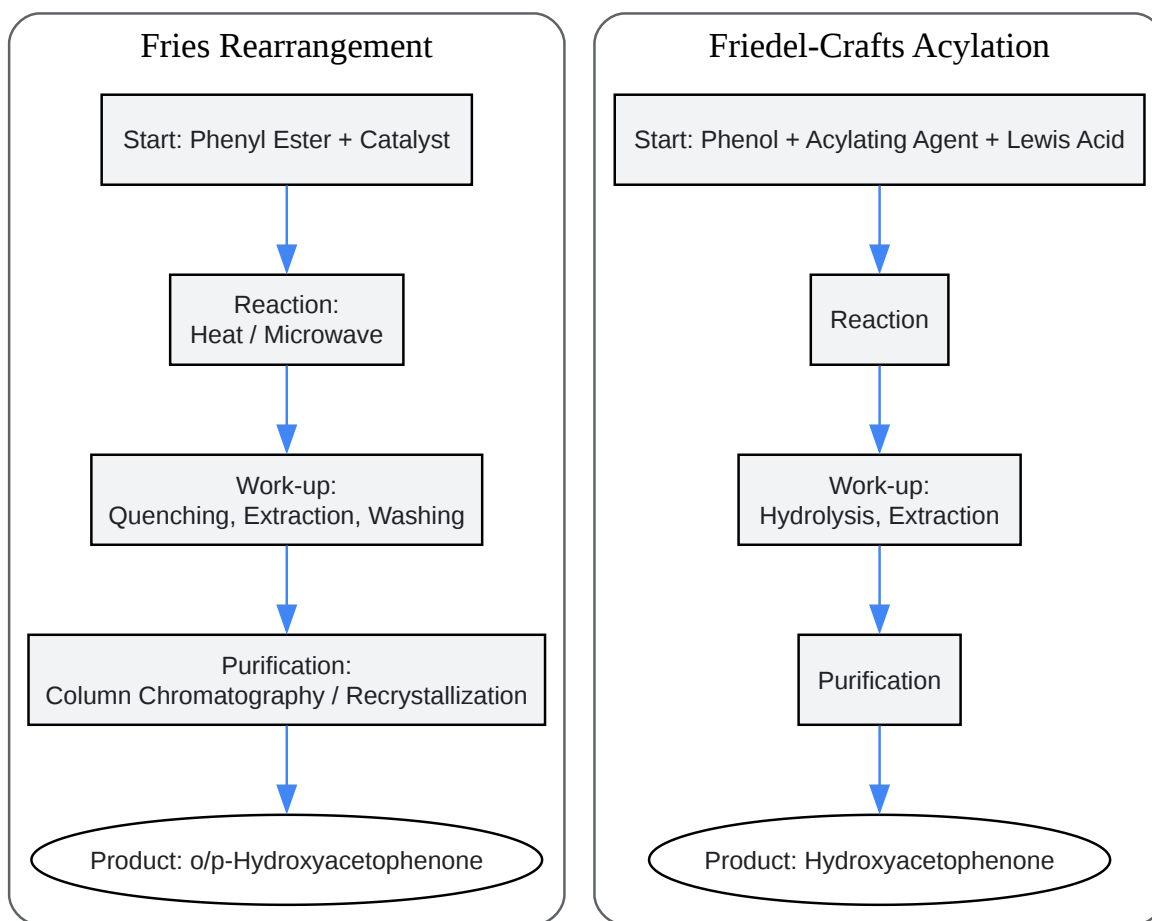 Fries Rearrangement
Start: Phenyl Ester + Catalyst
Reaction:
Heat / Microwave
Work-up:
Quenching, Extraction, Washing
Purification:
Column Chromatography / Recrystallization
Product: o/p-Hydroxyacetophenone
Friedel-Crafts Acylation
Start: Phenol + Acylating Agent + Lewis Acid
Reaction
Work-up:
Hydrolysis, Extraction
Purification
Product: Hydroxyacetophenone